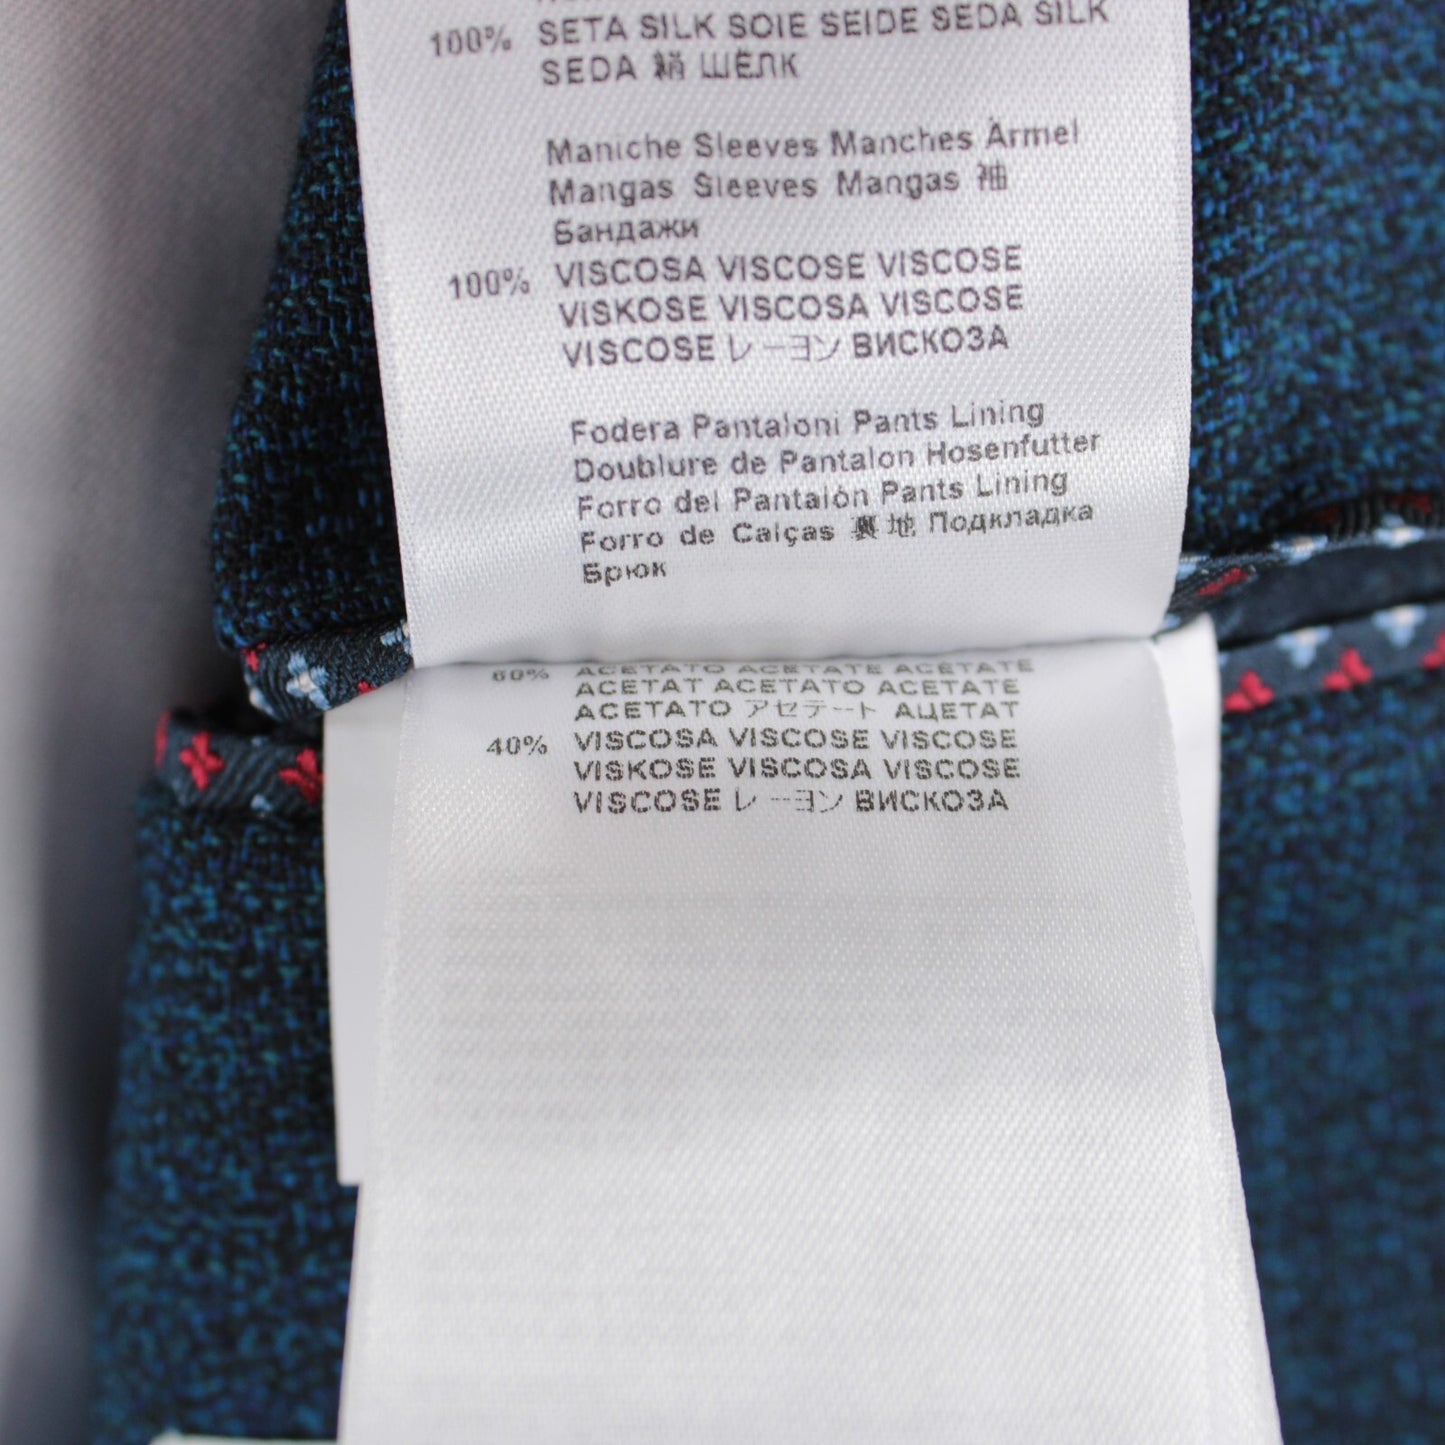 100% SETA SILK SOIE SEIDE SEDA SILK
SEDA 絹 ШЁЛК
Maniche Sleeves Manches Ärmel
Mangas Sleeves Mangas 袖
Бандажи
100% VISCOSA VISCOSE VISCOSE
VISKOSE VISCOSA VISCOSE
VISCOSE レーヨン ВИСКОЗА
Fodera Pantaloni Pants Lining
Doublure de Pantalon Hosenfutter
Forro del Pantalón Pants Lining
Forro de Calças 裏地 Подкладка
Брюк
60% ACETATO ACETATE ACETATE
ACETAT ACETATO ACETATE
ACETATO アセテート АЦЕТАТ
40% VISCOSA VISCOSE VISCOSE
VISKOSE VISCOSA VISCOSE
VISCOSE レーヨン ВИСКОЗА